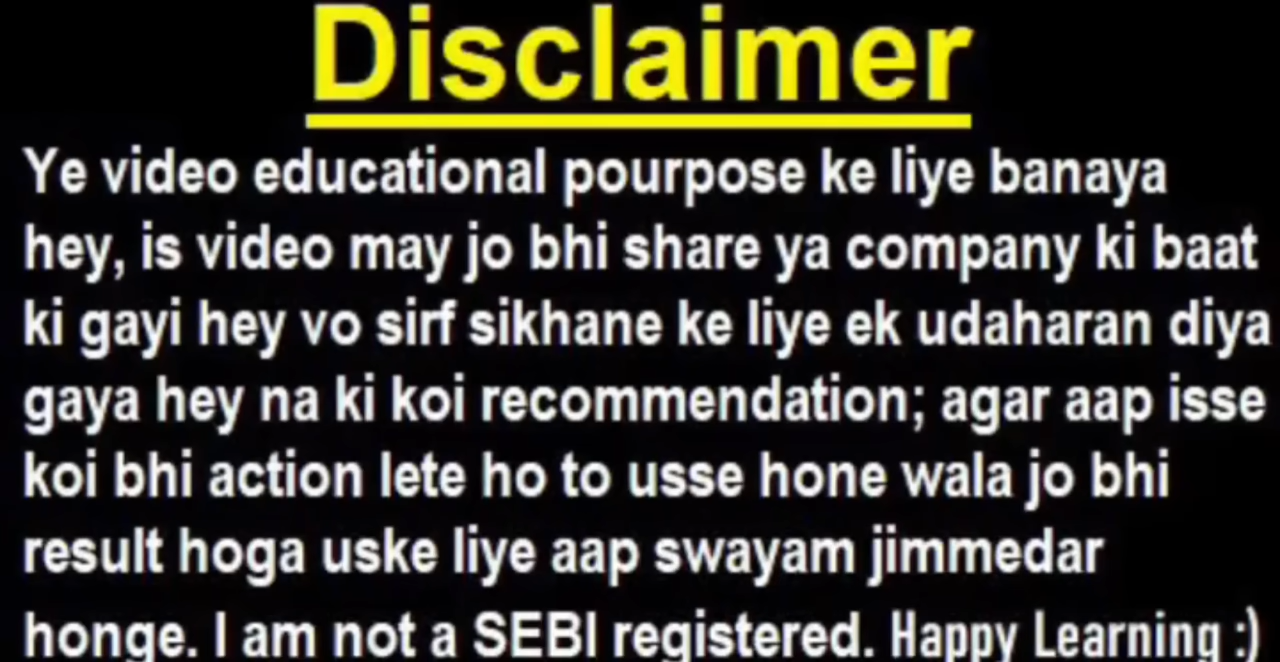 Disclaimer
Ye video educational pourpose ke liye banaya
hey, is video may jo bhi share ya company ki baat
ki gayi hey vo sirf sikhane ke liye ek udaharan diya
gaya hey na ki koi recommendation; agar aap isse
koi bhi action lete ho to usse hone wala jo bhi
result hoga uske liye aap swayam jimmedar
honge. I am not a SEBI registered. Happy Learning :)